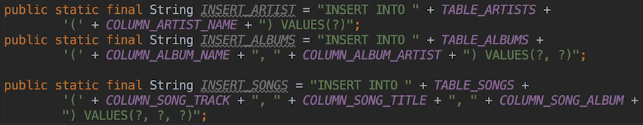 public static final String INSERT_ARTIST = "INSERT INTO " + TABLE_ARTISTS +
'(' + COLUMN_ARTIST_NAME + ") VALUES(?)";
public static final String INSERT_ALBUMS = "INSERT INTO " + TABLE_ALBUMS +
'(' + COLUMN_ALBUM_NAME + ", " + COLUMN_ALBUM_ARTIST + ") VALUES(?, ?)";
public static final String INSERT_SONGS = "INSERT INTO " + TABLE_SONGS +
'(' + COLUMN_SONG_TRACK + ", " + COLUMN_SONG_TITLE + ", " + COLUMN_SONG_ALBUM +
") VALUES(?, ?, ?)";